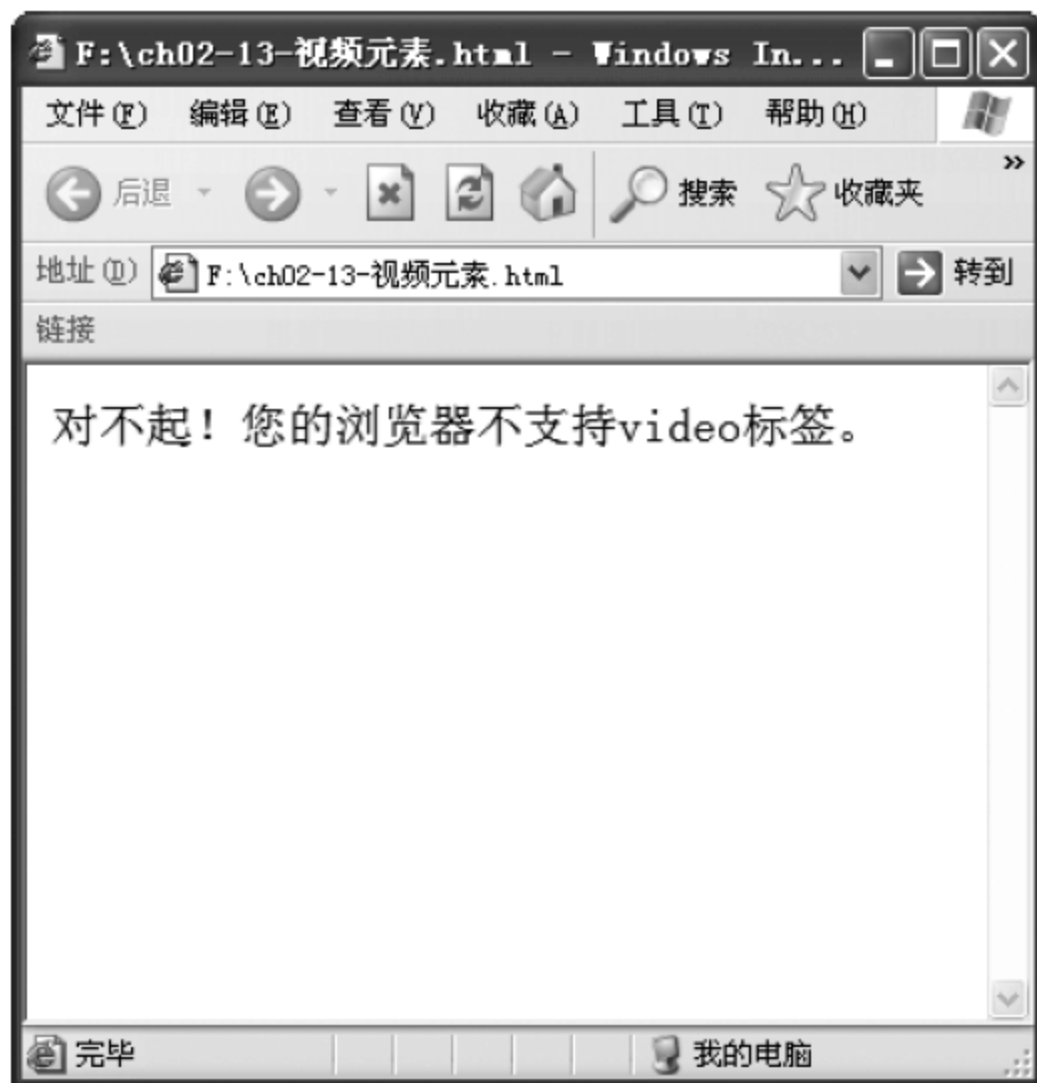 F:\ch02-13-视频元素.html - Windows In...
文件(F) 编辑(E) 查看(V) 收藏(A) 工具(T) 帮助(H)
后退 搜索 收藏夹 »
地址(D) F:\ch02-13-视频元素.html 转到
链接
对不起！您的浏览器不支持video标签。
完毕 我的电脑